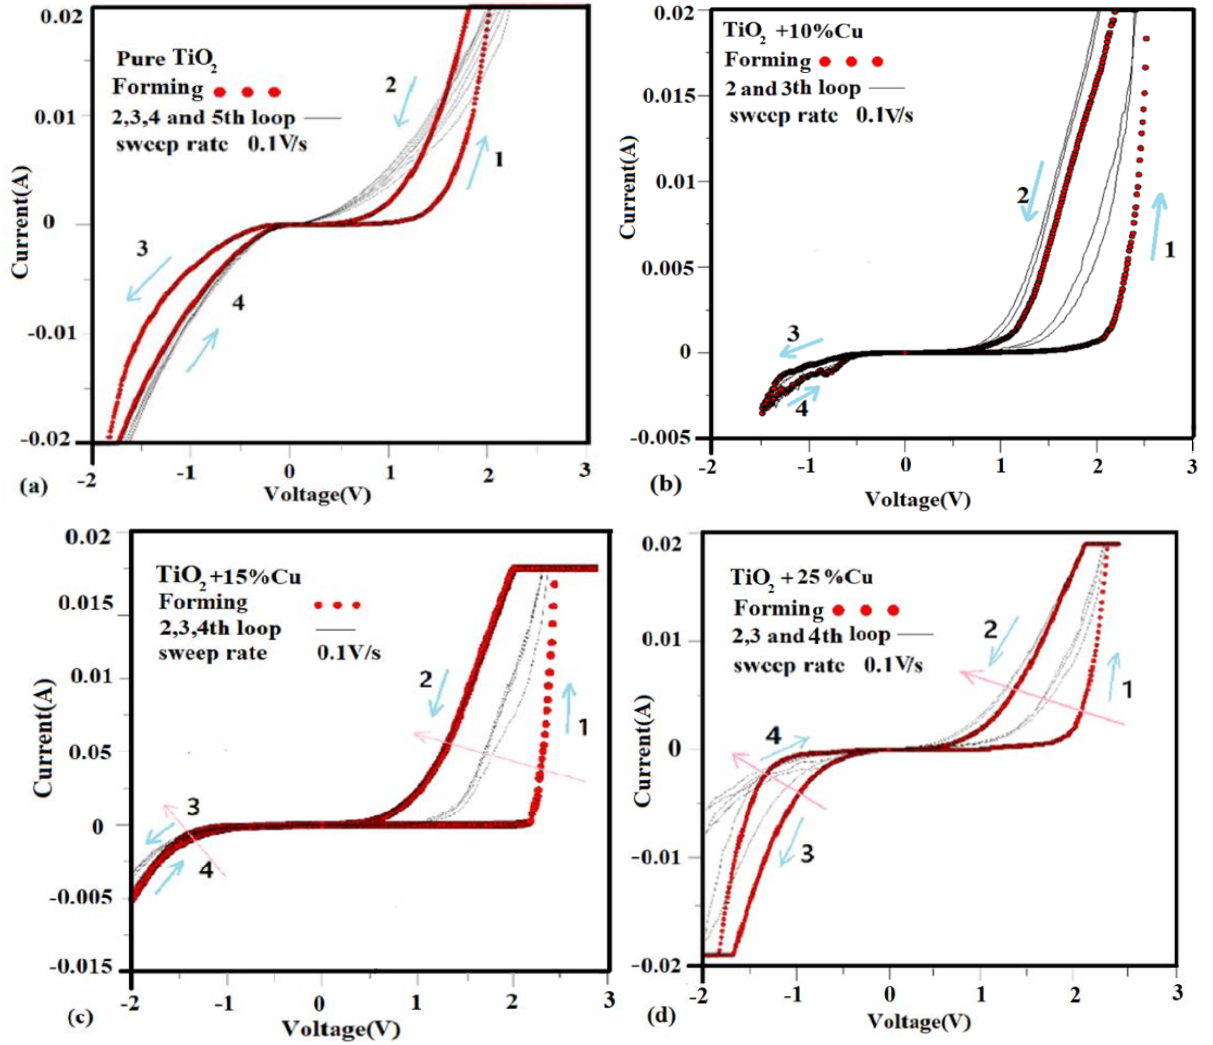 0.02
Pure TiO2
Forming
2,3,4 and 5th loop
sweep rate 0.1V/s
0.01
0
-0.01
-0.02
Current(A)
1
2
3
4
-2 -1 0 1 2 3
Voltage(V)
(a)
0.02
TiO2 +10%Cu
Forming
2 and 3th loop
sweep rate 0.1V/s
0.015
0.01
0.005
0
-0.005
Current(A)
1
2
3
4
-2 -1 0 1 2 3
Voltage(V)
(b)
0.02
TiO2+15%Cu
Forming
2,3,4th loop
sweep rate 0.1V/s
0.015
0.01
0.05
0
-0.005
-0.015
Current(A)
1
2
3
4
-2 -1 0 1 2 3
Voltage(V)
(c)
0.02
TiO2 +25%Cu
Forming
2,3 and 4th loop
sweep rate 0.1V/s
0.01
0
-0.01
-0.02
Current(A)
1
2
4
3
-2 -1 0 1 2 3
Voltage(V)
(d)